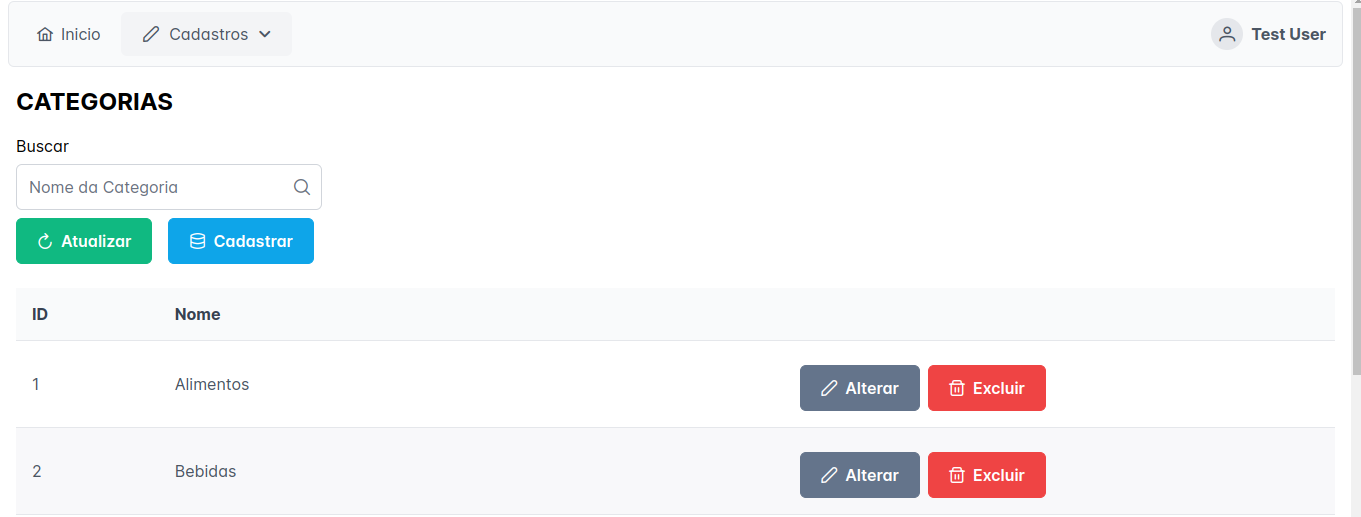 Inicio Cadastros Test User
CATEGORIAS
Buscar
Nome da Categoria
Atualizar Cadastrar
ID Nome
1 Alimentos Alterar Excluir
2 Bebidas Alterar Excluir